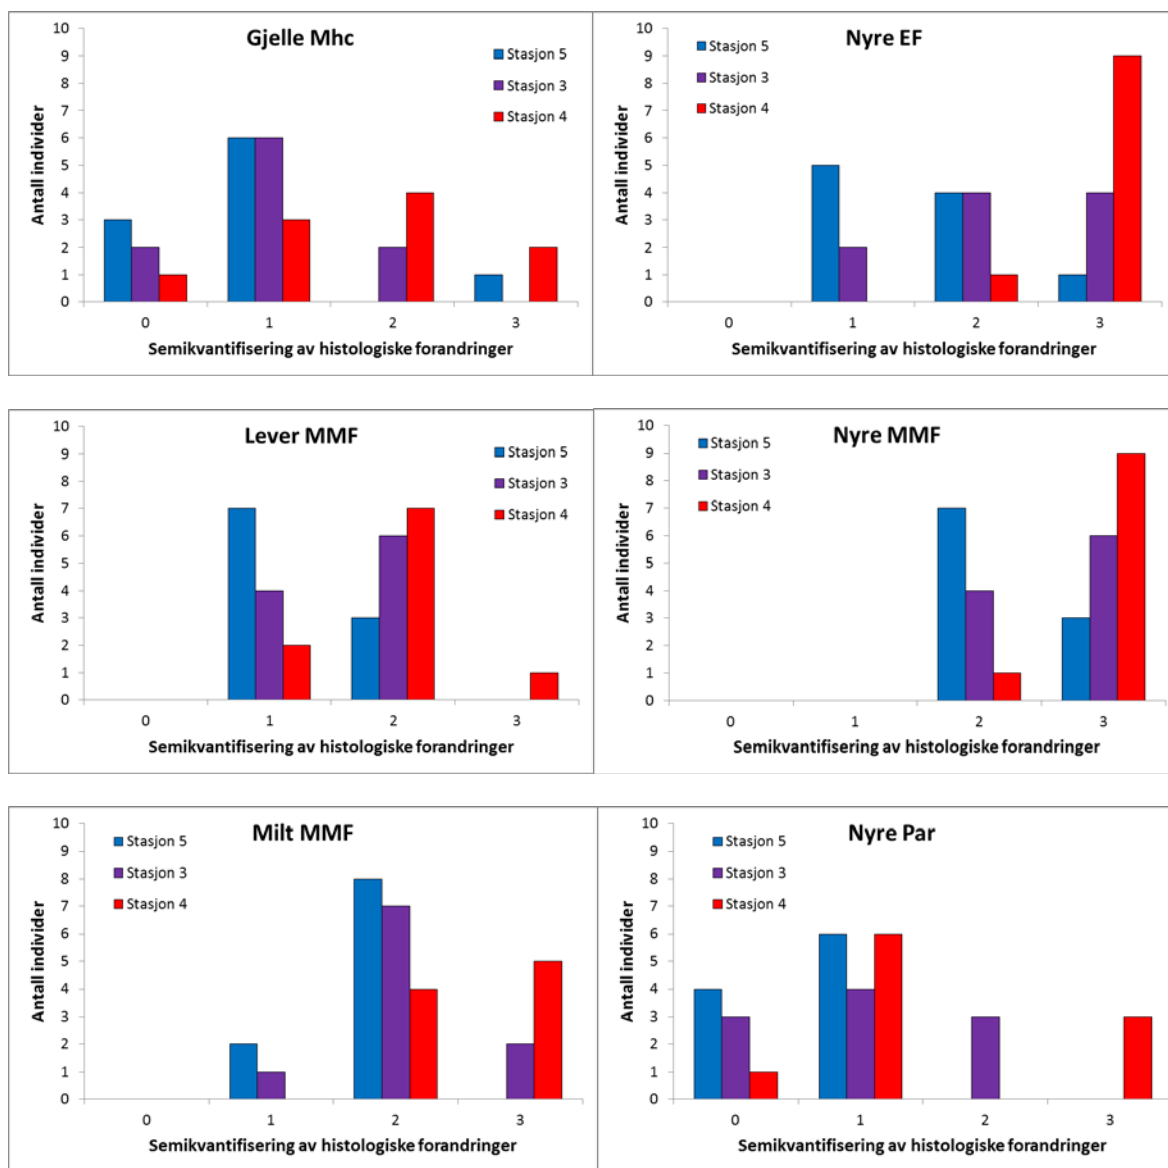 Gjelle Mhc
Stasjon 5
Stasjon 3
Stasjon 4
Antall individer
10
9
8
7
6
5
4
3
2
1
0
0 1 2 3
Semikvantifisering av histologiske forandringer
Nyre EF
Stasjon 5
Stasjon 3
Stasjon 4
Antall individer
10
9
8
7
6
5
4
3
2
1
0
0 1 2 3
Semikvantifisering av histologiske forandringer
Lever MMF
Stasjon 5
Stasjon 3
Stasjon 4
Antall individer
10
9
8
7
6
5
4
3
2
1
0
0 1 2 3
Semikvantifisering av histologiske forandringer
Nyre MMF
Stasjon 5
Stasjon 3
Stasjon 4
Antall individer
10
9
8
7
6
5
4
3
2
1
0
0 1 2 3
Semikvantifisering av histologiske forandringer
Milt MMF
Stasjon 5
Stasjon 3
Stasjon 4
Antall individer
10
9
8
7
6
5
4
3
2
1
0
0 1 2 3
Semikvantifisering av histologiske forandringer
Nyre Par
Stasjon 5
Stasjon 3
Stasjon 4
Antall individer
10
9
8
7
6
5
4
3
2
1
0
0 1 2 3
Semikvantifisering av histologiske forandringer